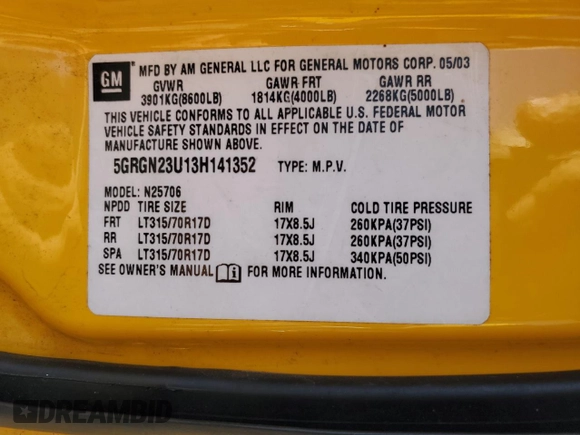 GM
MFD BY AM GENERAL LLC FOR GENERAL MOTORS CORP. 05/03
GVWR GAWR FRT GAWR RR
3901KG(8600LB) 1814KG(4000LB) 2268KG(5000LB)
THIS VEHICLE CONFORMS TO ALL APPLICABLE U.S. FEDERAL MOTOR
VEHICLE SAFETY STANDARDS IN EFFECT ON THE DATE OF
MANUFACTURE SHOWN ABOVE.
5GRGN23U13H141352 TYPE: M.P.V.
MODEL: N25706
NPDD TIRE SIZE RIM COLD TIRE PRESSURE
FRT LT315/70R17D 17X8.5J 260KPA(37PSI)
RR LT315/70R17D 17X8.5J 260KPA(37PSI)
SPA LT315/70R17D 17X8.5J 340KPA(50PSI)
SEE OWNER'S MANUAL FOR MORE INFORMATION.
DREAMBID